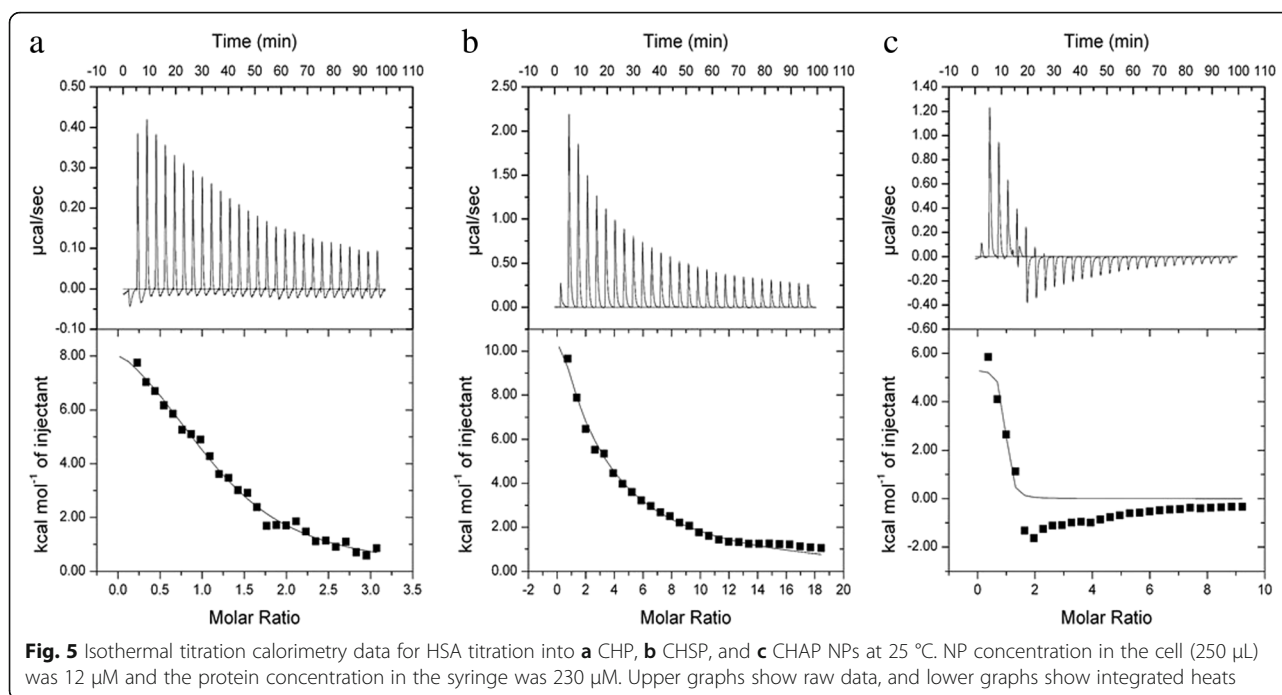 a
Time (min)
-10 0 10 20 30 40 50 60 70 80 90 100 110
0.50
0.40
0.30
0.20
0.10
0.00
-0.10
µcal/sec
8.00
6.00
4.00
2.00
0.00
kcal mol-1 of injectant
0.0 0.5 1.0 1.5 2.0 2.5 3.0 3.5
Molar Ratio
b
Time (min)
-10 0 10 20 30 40 50 60 70 80 90 100 110
2.50
2.00
1.50
1.00
0.50
0.00
µcal/sec
10.00
8.00
6.00
4.00
2.00
0.00
kcal mol-1 of injectant
-2 0 2 4 6 8 10 12 14 16 18 20
Molar Ratio
c
Time (min)
-10 0 10 20 30 40 50 60 70 80 90 100 110
1.40
1.20
1.00
0.80
0.60
0.40
0.20
0.00
-0.20
-0.40
-0.60
µcal/sec
6.00
4.00
2.00
0.00
-2.00
kcal mol-1 of injectant
0 2 4 6 8 10
Molar Ratio
Fig. 5 Isothermal titration calorimetry data for HSA titration into a CHP, b CHSP, and c CHAP NPs at 25 °C. NP concentration in the cell (250 µL)
was 12 µM and the protein concentration in the syringe was 230 µM. Upper graphs show raw data, and lower graphs show integrated heats